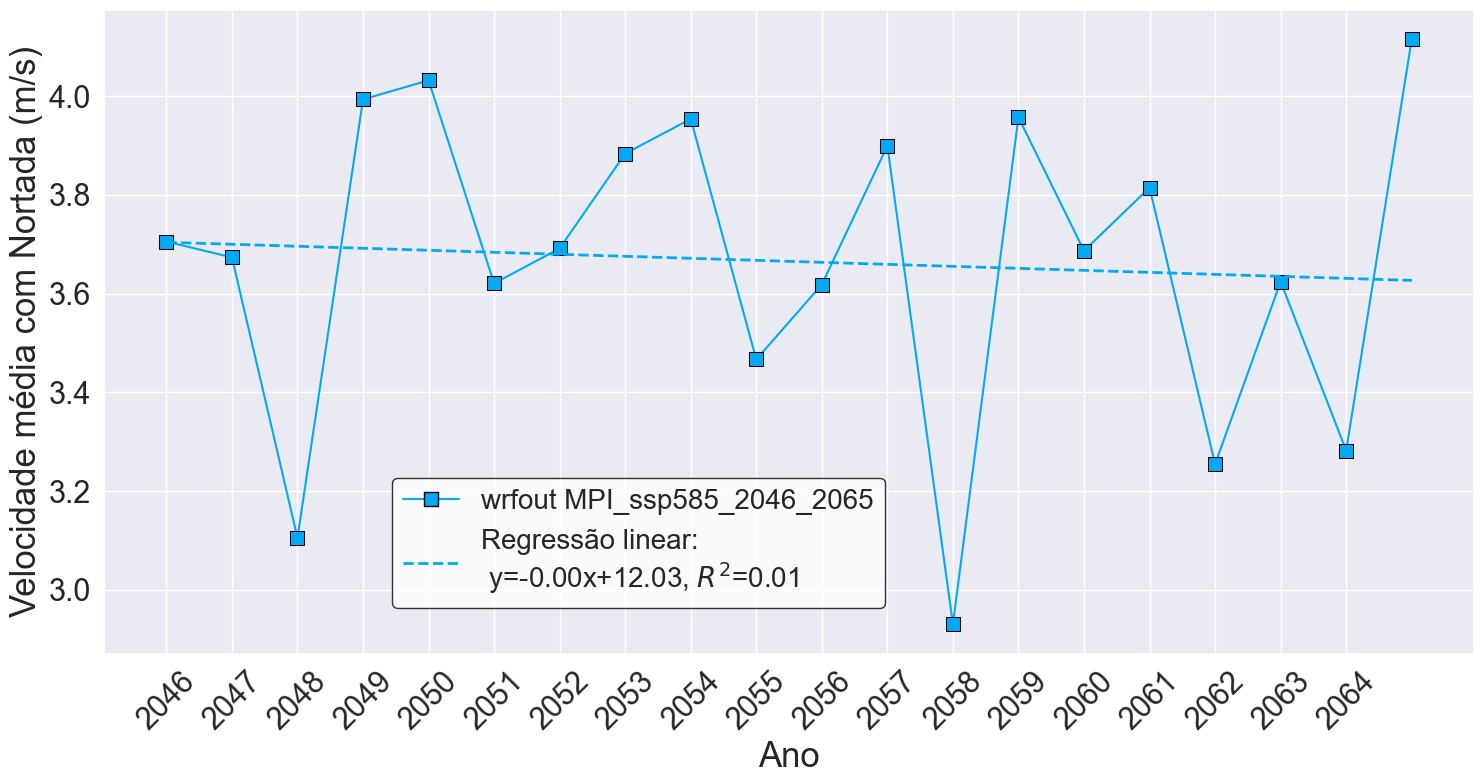 Velocidade média com Nortada (m/s)
4.0
3.8
3.6
3.4
3.2
3.0
wrfout MPI_ssp585_2046_2065
Regressão linear:
y=-0.00x+12.03, R²=0.01
2046 2047 2048 2049 2050 2051 2052 2053 2054 2055 2056 2057 2058 2059 2060 2061 2062 2063 2064
Ano